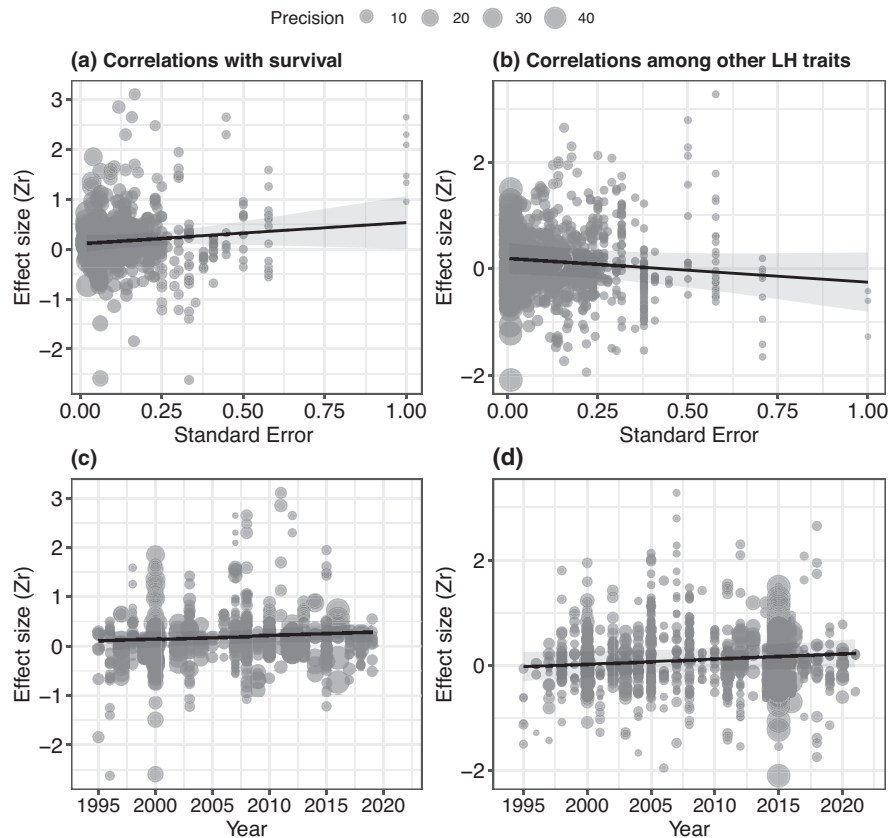 Precision 10 20 30 40
(a) Correlations with survival
3
2
1
0
−1
−2
Effect size (Zr)
0.00 0.25 0.50 0.75 1.00
Standard Error
(b) Correlations among other LH traits
2
0
−2
Effect size (Zr)
0.00 0.25 0.50 0.75 1.00
Standard Error
(c)
3
2
1
0
−1
−2
Effect size (Zr)
1995 2000 2005 2010 2015 2020
Year
(d)
2
0
−2
Effect size (Zr)
1995 2000 2005 2010 2015 2020
Year